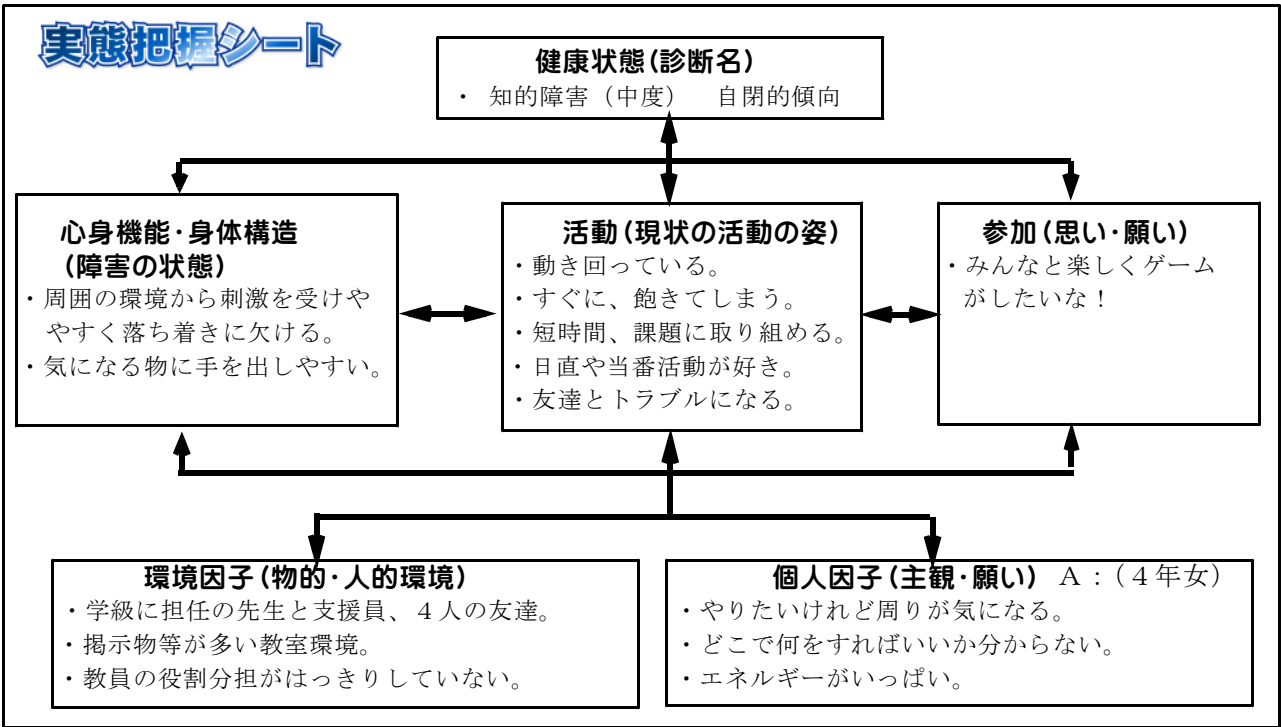 実態把握シート
健康状態(診断名)
・ 知的障害（中度） 自閉的傾向
心身機能・身体構造
(障害の状態)
・周囲の環境から刺激を受けや
やすく落ち着きに欠ける。
・気になる物に手を出しやすい。
活動(現状の活動の姿)
・動き回っている。
・すぐに、飽きてしまう。
・短時間、課題に取り組める。
・日直や当番活動が好き。
・友達とトラブルになる。
参加(思い・願い)
・みんなと楽しくゲーム
がしたいな！
環境因子(物的・人的環境)
・学級に担任の先生と支援員、４人の友達。
・掲示物等が多い教室環境。
・教員の役割分担がはっきりしていない。
個人因子(主観・願い) Ａ：(４年女)
・やりたいけれど周りが気になる。
・どこで何をすればいいか分からない。
・エネルギーがいっぱい。